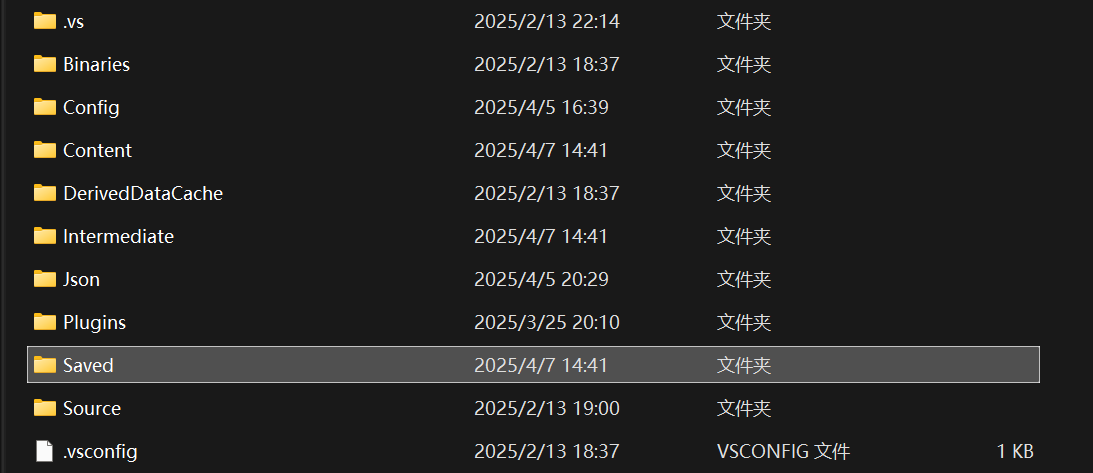 .vs 2025/2/13 22:14 文件夹
Binaries 2025/2/13 18:37 文件夹
Config 2025/4/5 16:39 文件夹
Content 2025/4/7 14:41 文件夹
DerivedDataCache 2025/2/13 18:37 文件夹
Intermediate 2025/4/7 14:41 文件夹
Json 2025/4/5 20:29 文件夹
Plugins 2025/3/25 20:10 文件夹
Saved 2025/4/7 14:41 文件夹
Source 2025/2/13 19:00 文件夹
.vsconfig 2025/2/13 18:37 VSCONFIG 文件 1 KB